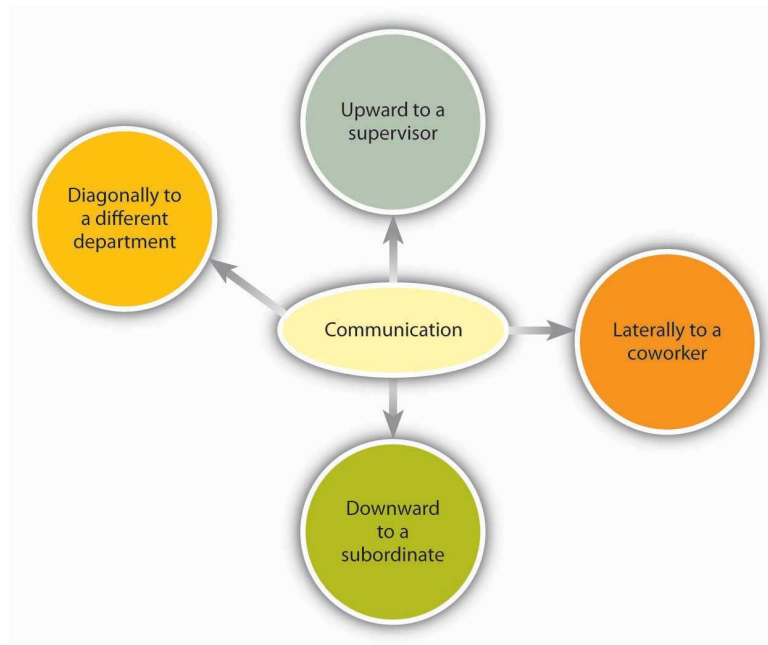 Upward to a
supervisor
Diagonally to
a different
department
Communication
Laterally to a
coworker
Downward
to a
subordinate